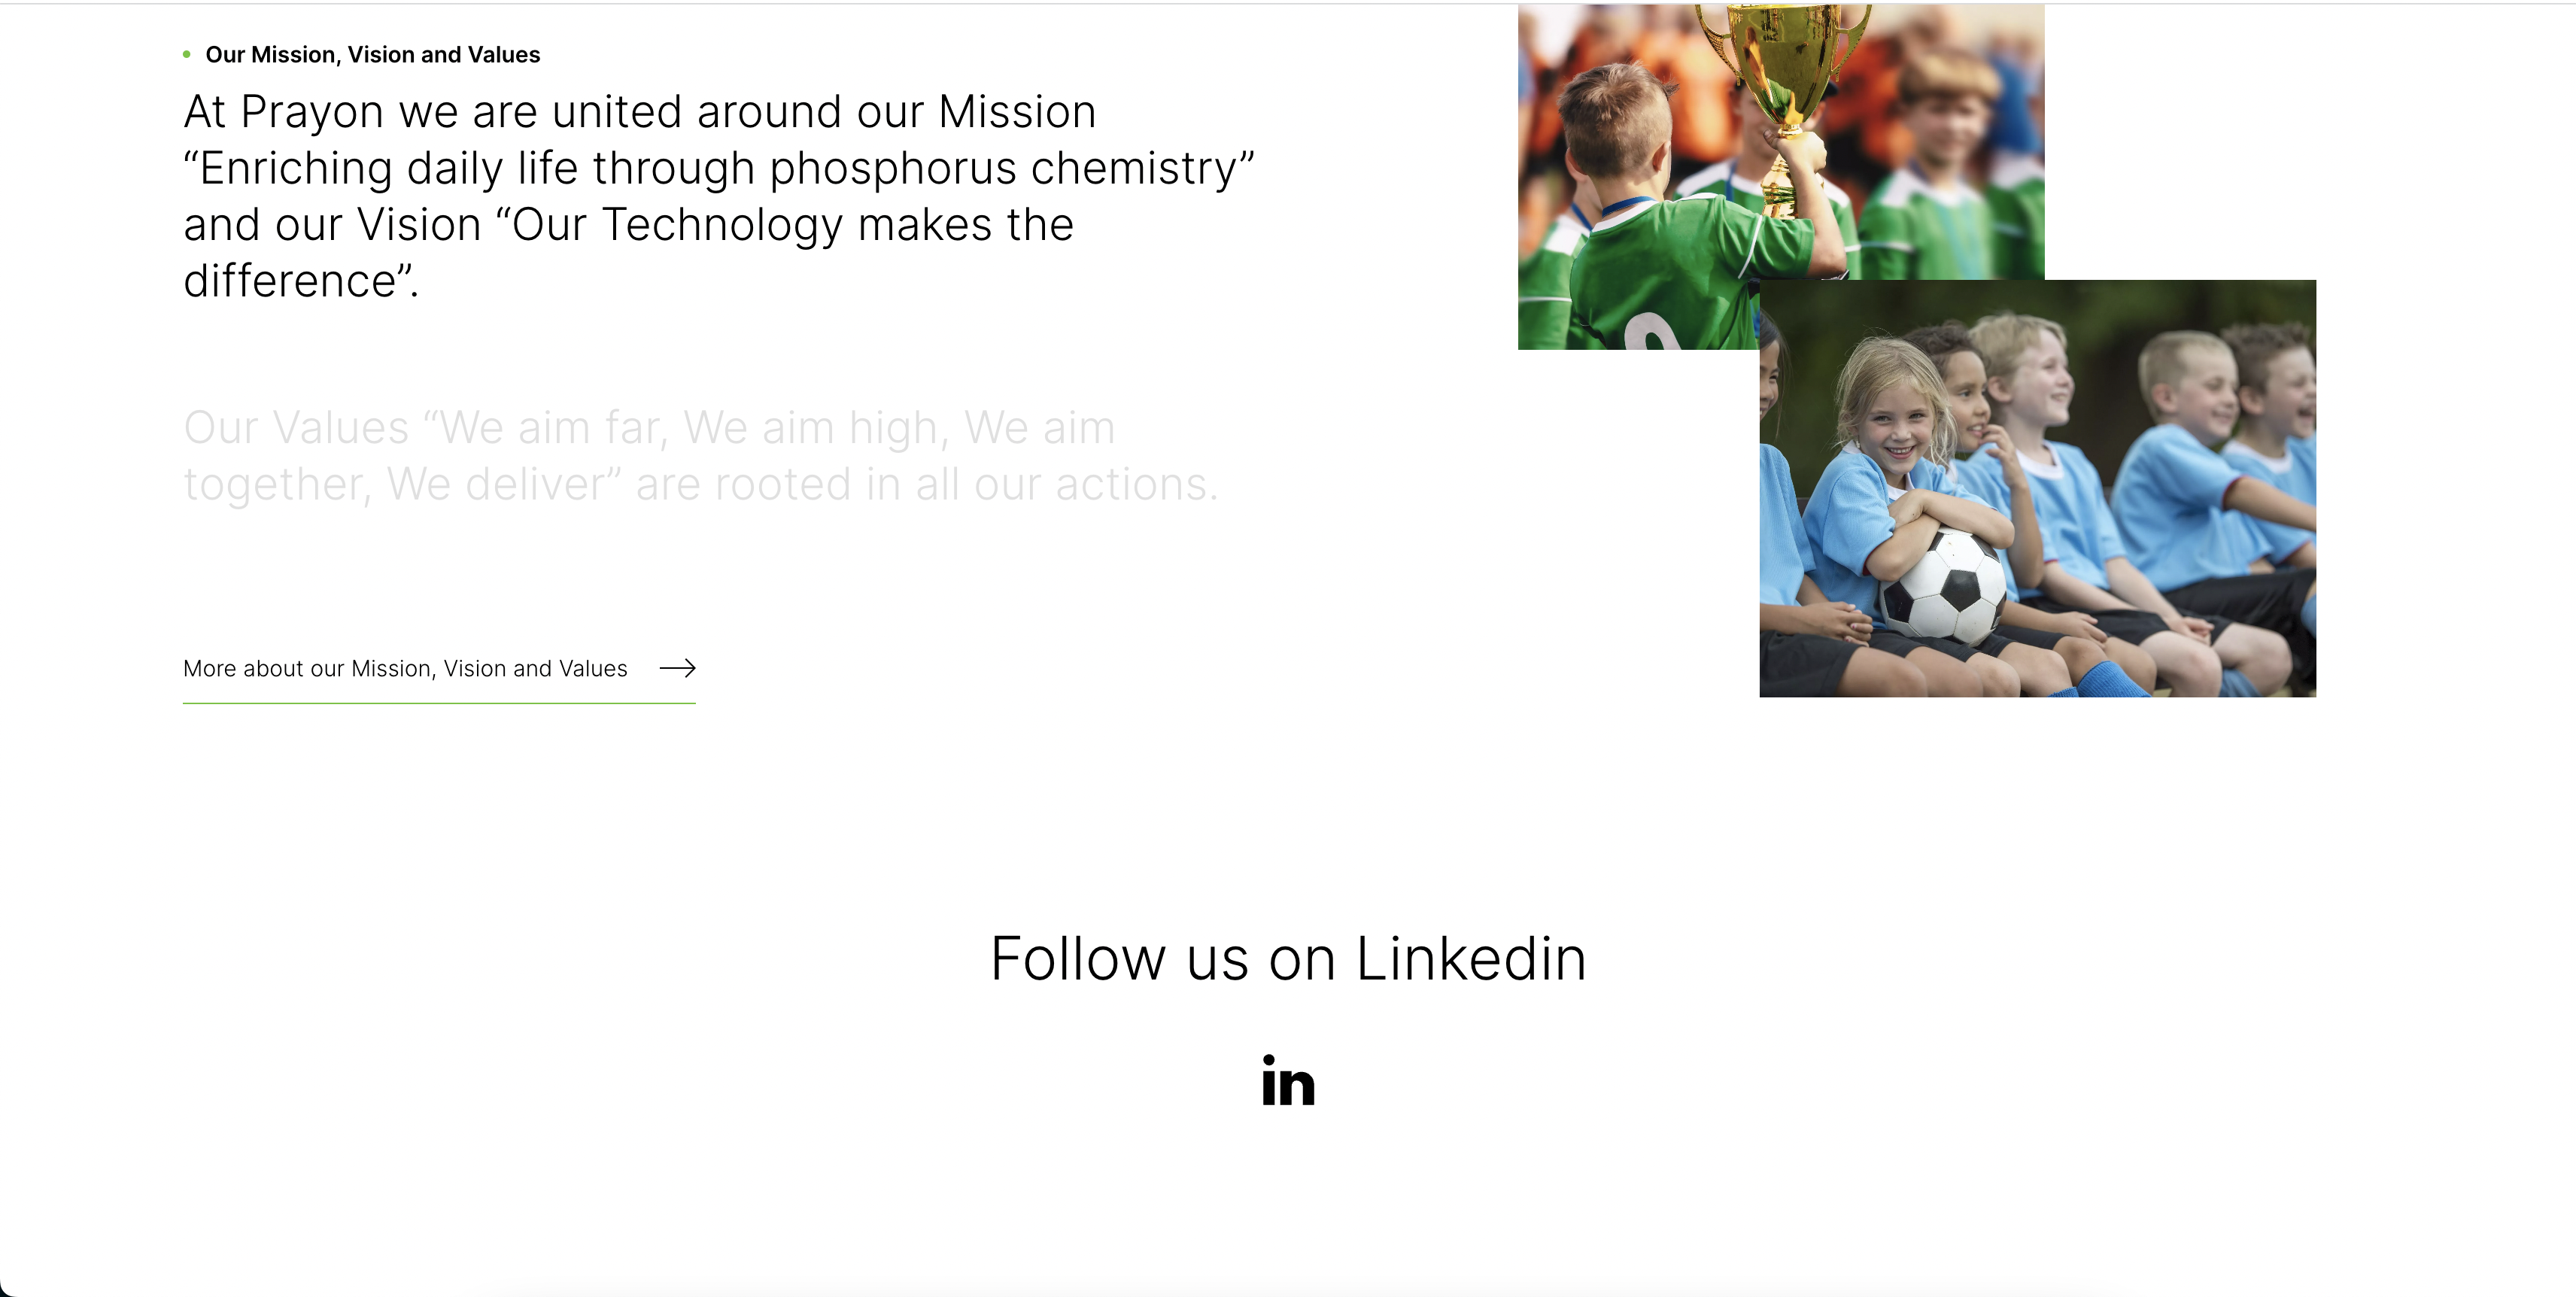 Our Mission, Vision and Values
At Prayon we are united around our Mission
“Enriching daily life through phosphorus chemistry”
and our Vision “Our Technology makes the
difference”.
Our Values “We aim far, We aim high, We aim
together, We deliver” are rooted in all our actions.
More about our Mission, Vision and Values
Follow us on Linkedin
in